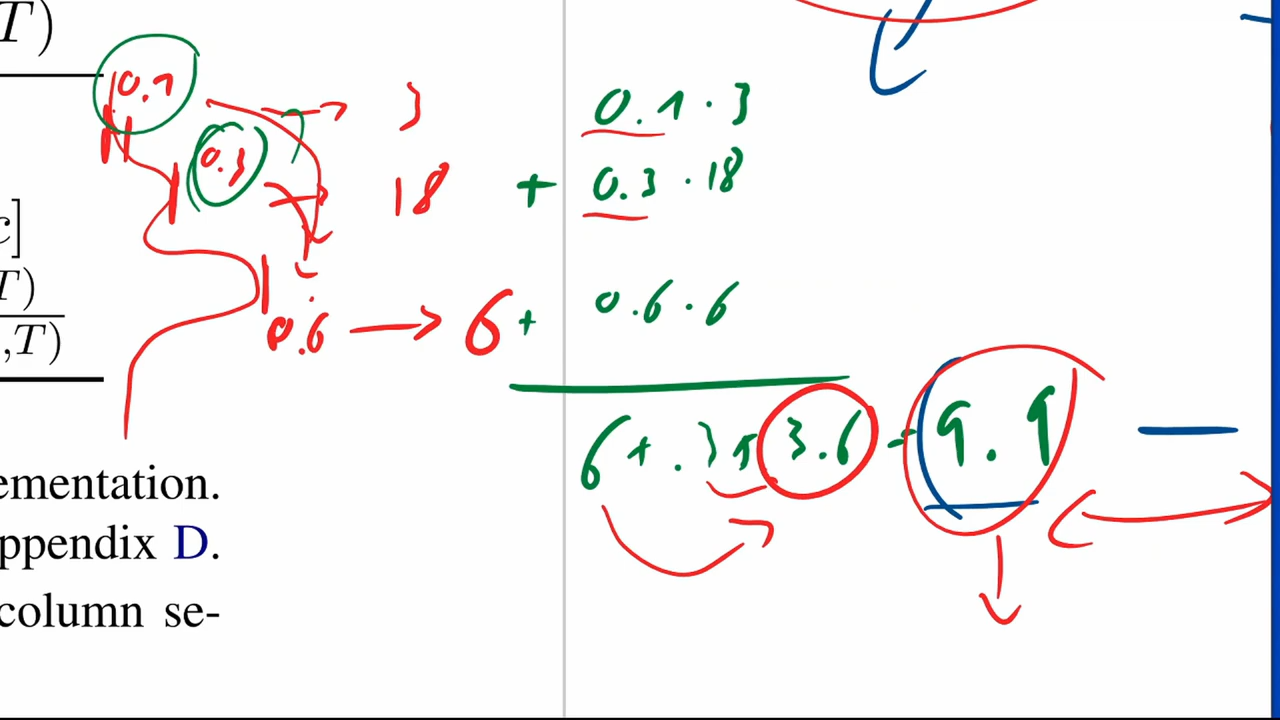 T)
0.1 → 3 0.1 · 3
0.3 → 18 + 0.3 · 18
c]
T)
0.6 → 6 + 0.6 · 6
,T)
6 + .3 + 3.6 = 9.9 —
ementation.
ppendix D.
column se-